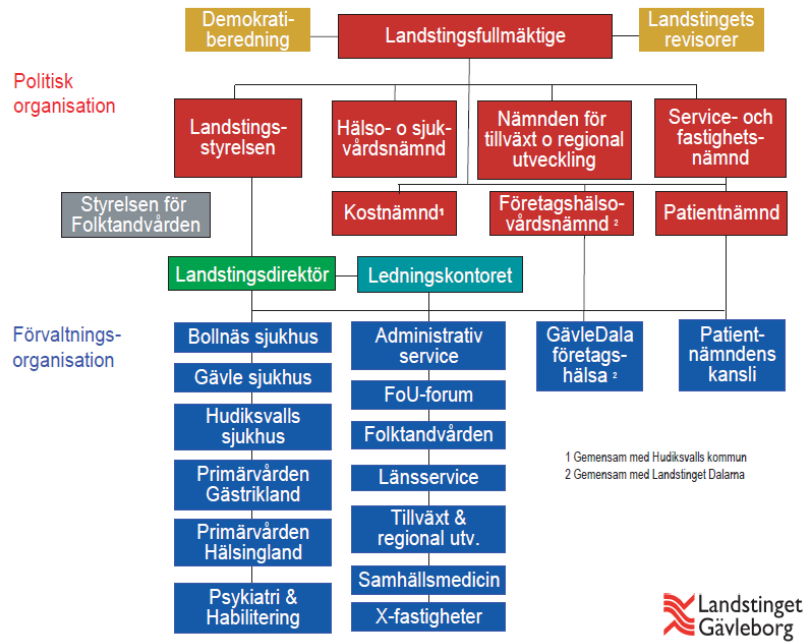 Demokrati-
beredning
Landstingsfullmäktige
Landstingets
revisorer
Politisk
organisation
Landstings-
styrelsen
Hälso- o sjuk-
vårdsnämnd
Nämnden för
tillväxt o regional
utveckling
Service- och
fastighets-
nämnd
Styrelsen för
Folktandvården
Kostnämnd¹
Företagshälso-
vårdsnämnd ²
Patientnämnd
Landstingsdirektör
Ledningskontoret
Förvaltnings-
organisation
Bollnäs sjukhus
Gävle sjukhus
Hudiksvalls
sjukhus
Primärvården
Gästrikland
Primärvården
Hälsingland
Psykiatri &
Habilitering
Administrativ
service
FoU-forum
Folktandvården
Länsservice
Tillväxt &
regional utv.
Samhällsmedicin
X-fastigheter
GävleDala
företags-
hälsa ²
Patient-
nämndens
kansli
1 Gemensam med Hudiksvalls kommun
2 Gemensam med Landstinget Dalarna
Landstinget
Gävleborg